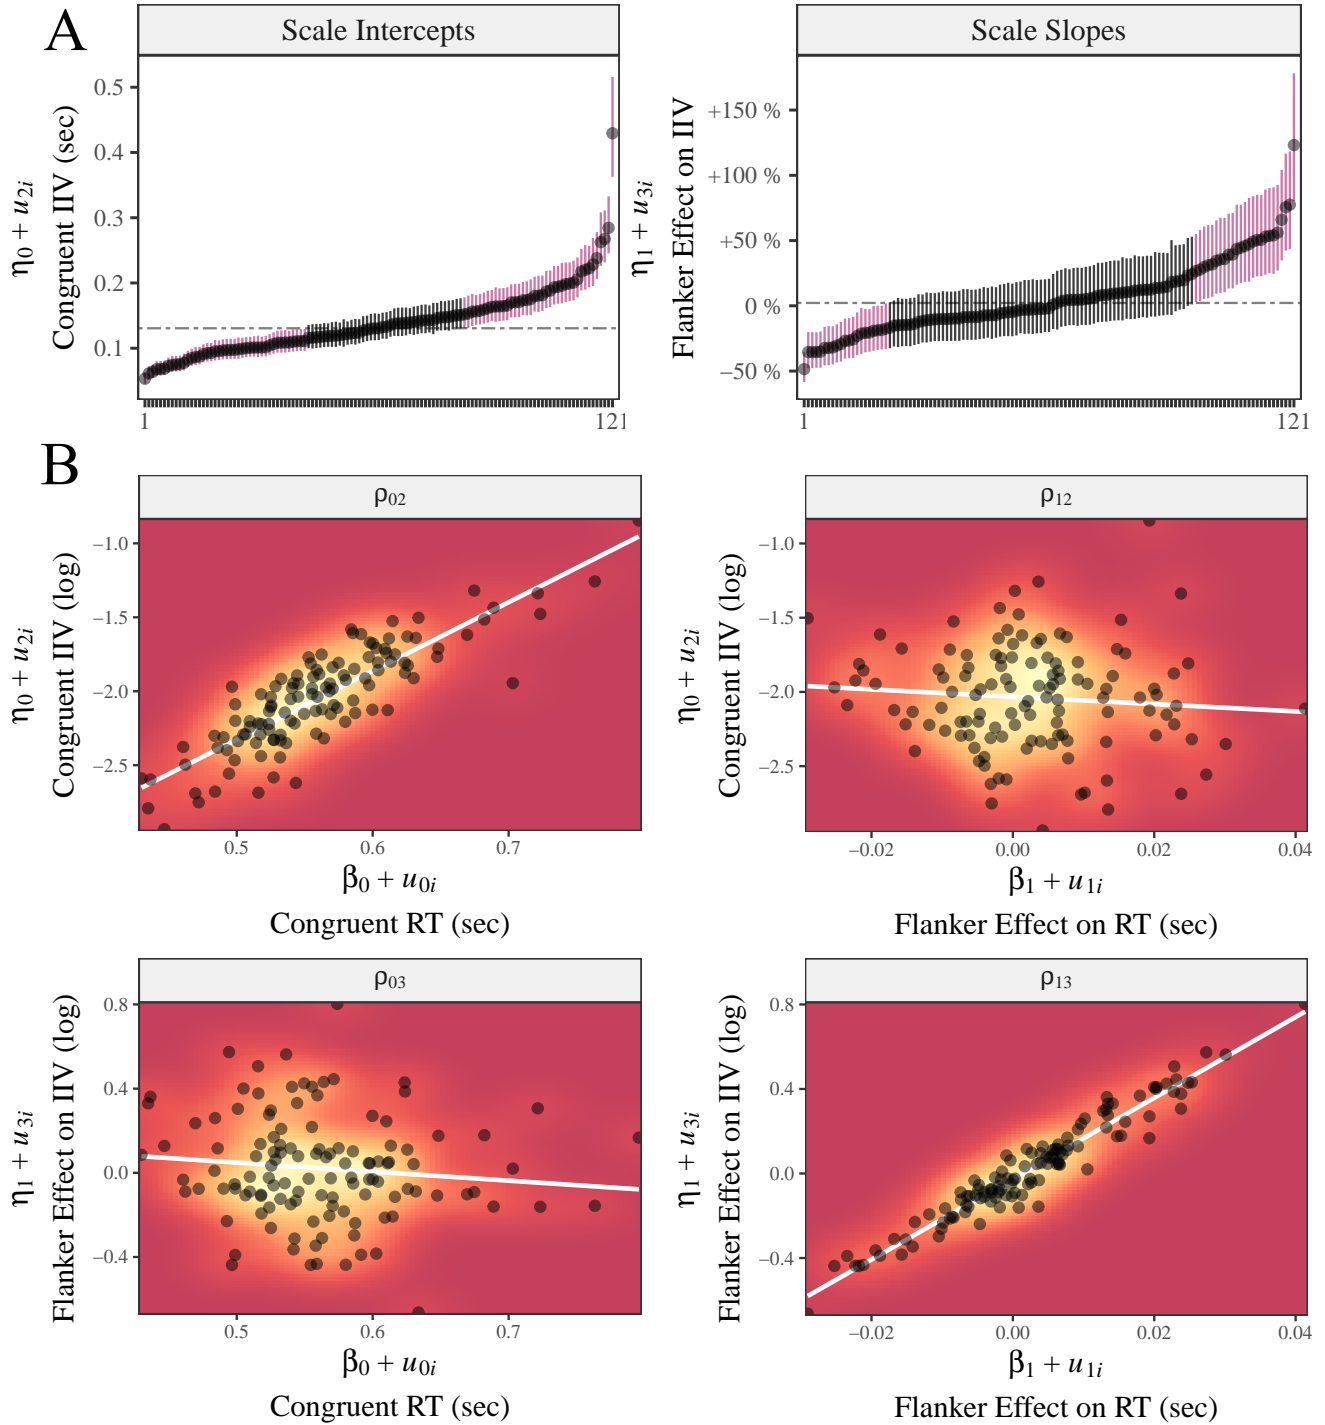 A
Scale Intercepts
Scale Slopes
η0 + u2i
Congruent IIV (sec)
0.5
0.4
0.3
0.2
0.1
1
121
η1 + u3i
Flanker Effect on IIV
+150 %
+100 %
+50 %
0 %
−50 %
1
121
B
ρ02
η0 + u2i
Congruent IIV (log)
−1.0
−1.5
−2.0
−2.5
0.5
0.6
0.7
β0 + u0i
Congruent RT (sec)
ρ12
η0 + u2i
Congruent IIV (log)
−1.0
−1.5
−2.0
−2.5
−0.02
0.00
0.02
0.04
β1 + u1i
Flanker Effect on RT (sec)
ρ03
η1 + u3i
Flanker Effect on IIV (log)
0.8
0.4
0.0
−0.4
0.5
0.6
0.7
β0 + u0i
Congruent RT (sec)
ρ13
η1 + u3i
Flanker Effect on IIV (log)
0.8
0.4
0.0
−0.4
−0.02
0.00
0.02
0.04
β1 + u1i
Flanker Effect on RT (sec)